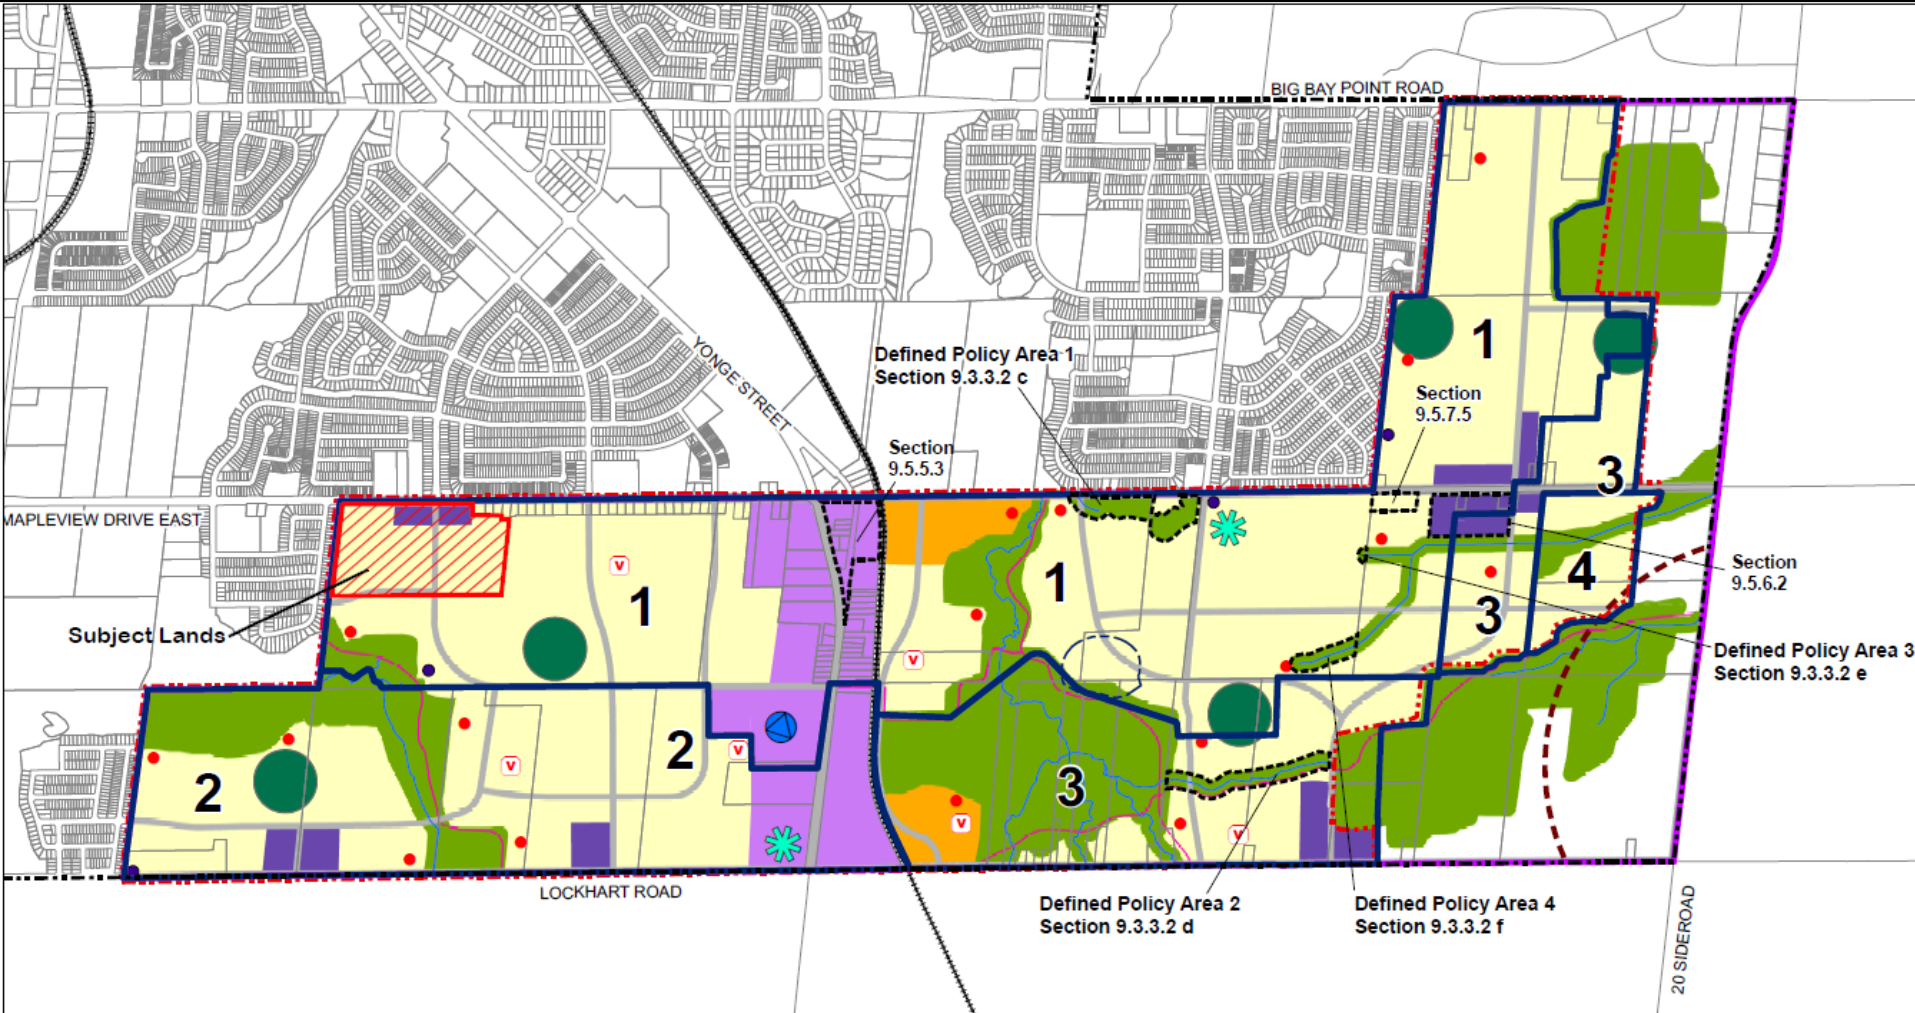 BIG BAY POINT ROAD
YONGE STREET
Defined Policy Area 1
Section 9.3.3.2 c
1
Section
9.5.7.5
Section
9.5.5.3
3
MAPLEVIEW DRIVE EAST
Section
9.5.6.2
v
1
1
4
3
Subject Lands
v
Defined Policy Area 3
Section 9.3.3.2 e
2
v
v
2
3
v
v
LOCKHART ROAD
Defined Policy Area 2
Section 9.3.3.2 d
Defined Policy Area 4
Section 9.3.3.2 f
20 SIDEROAD